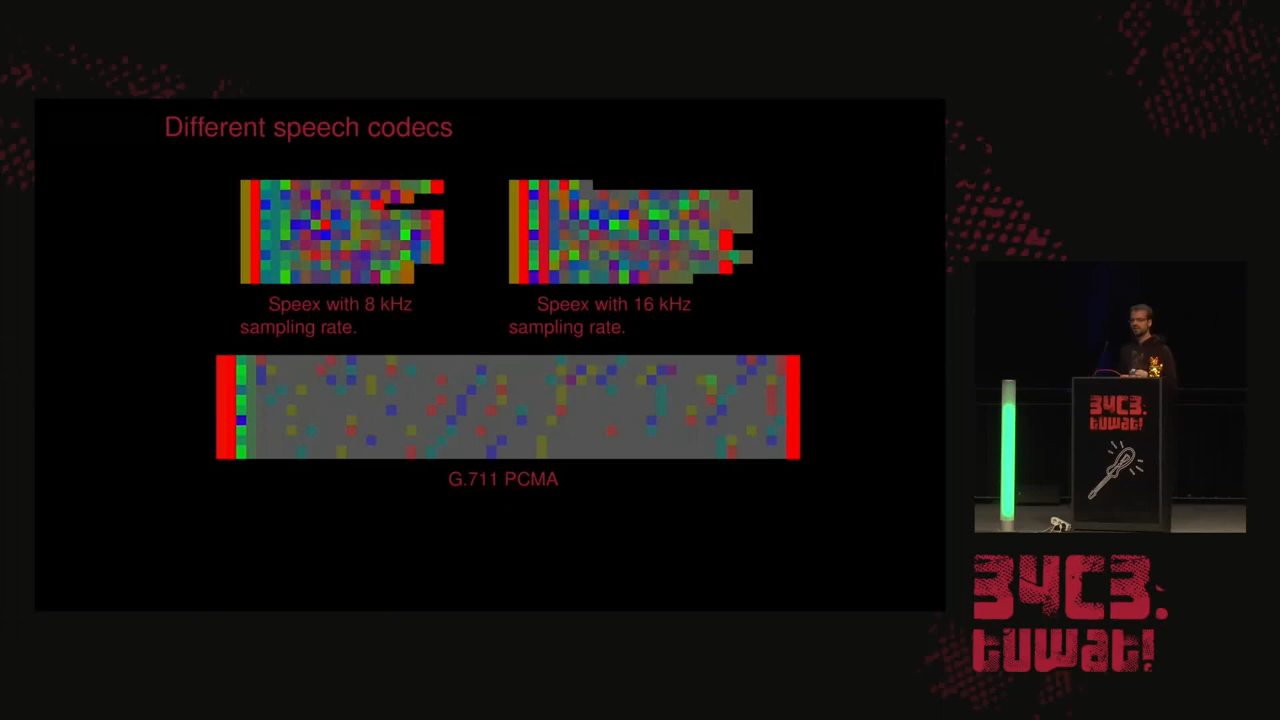 Different speech codecs
Speex with 8 kHz
sampling rate.
Speex with 16 kHz
sampling rate.
G.711 PCMA
34C3.
tuwat!
34C3.
tuwat!